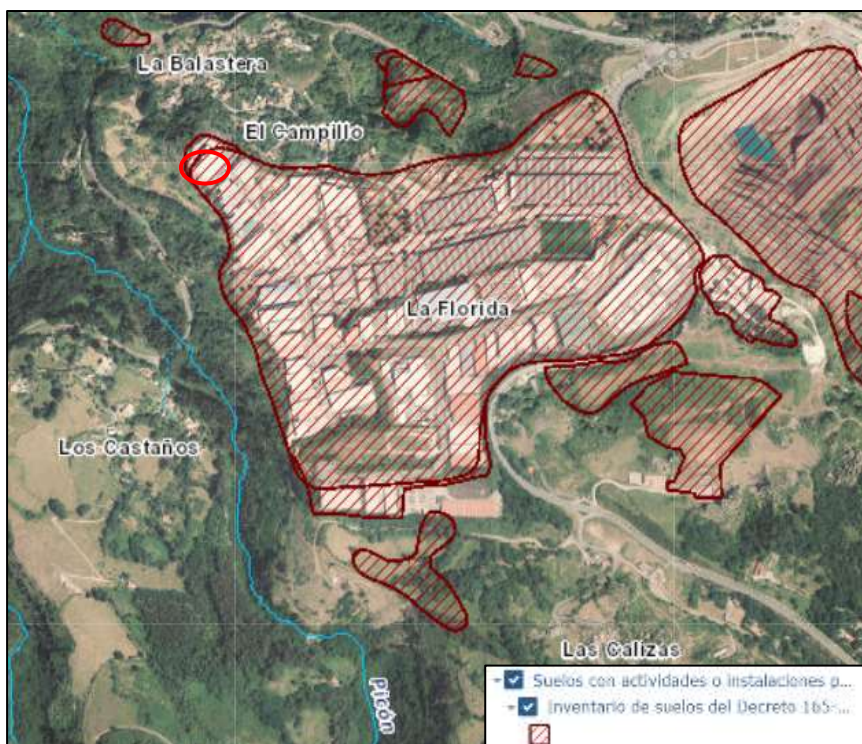 La Balastera
El Campillo
La Florida
Los Castaños
Las Calizas
Picón
Suelos con actividades o instalaciones p...
Inventario de suelos del Decreto 165-...